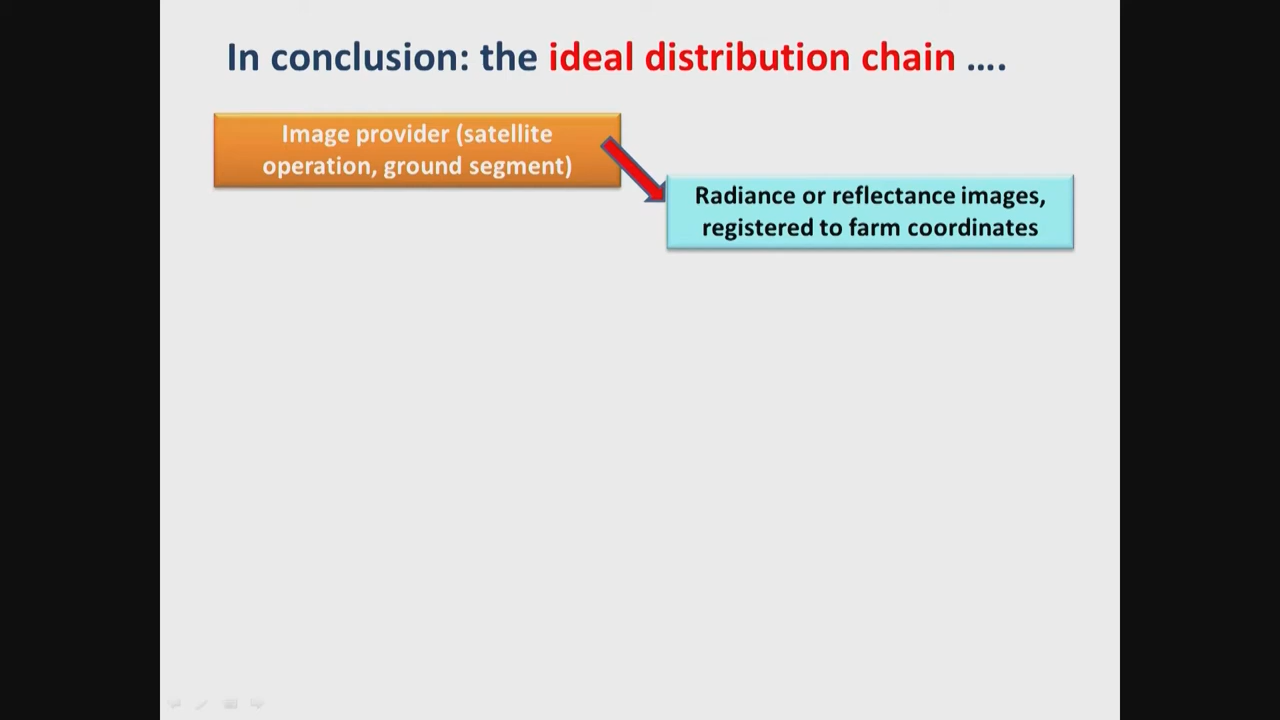 In conclusion: the ideal distribution chain ....
Image provider (satellite
operation, ground segment)
Radiance or reflectance images,
registered to farm coordinates